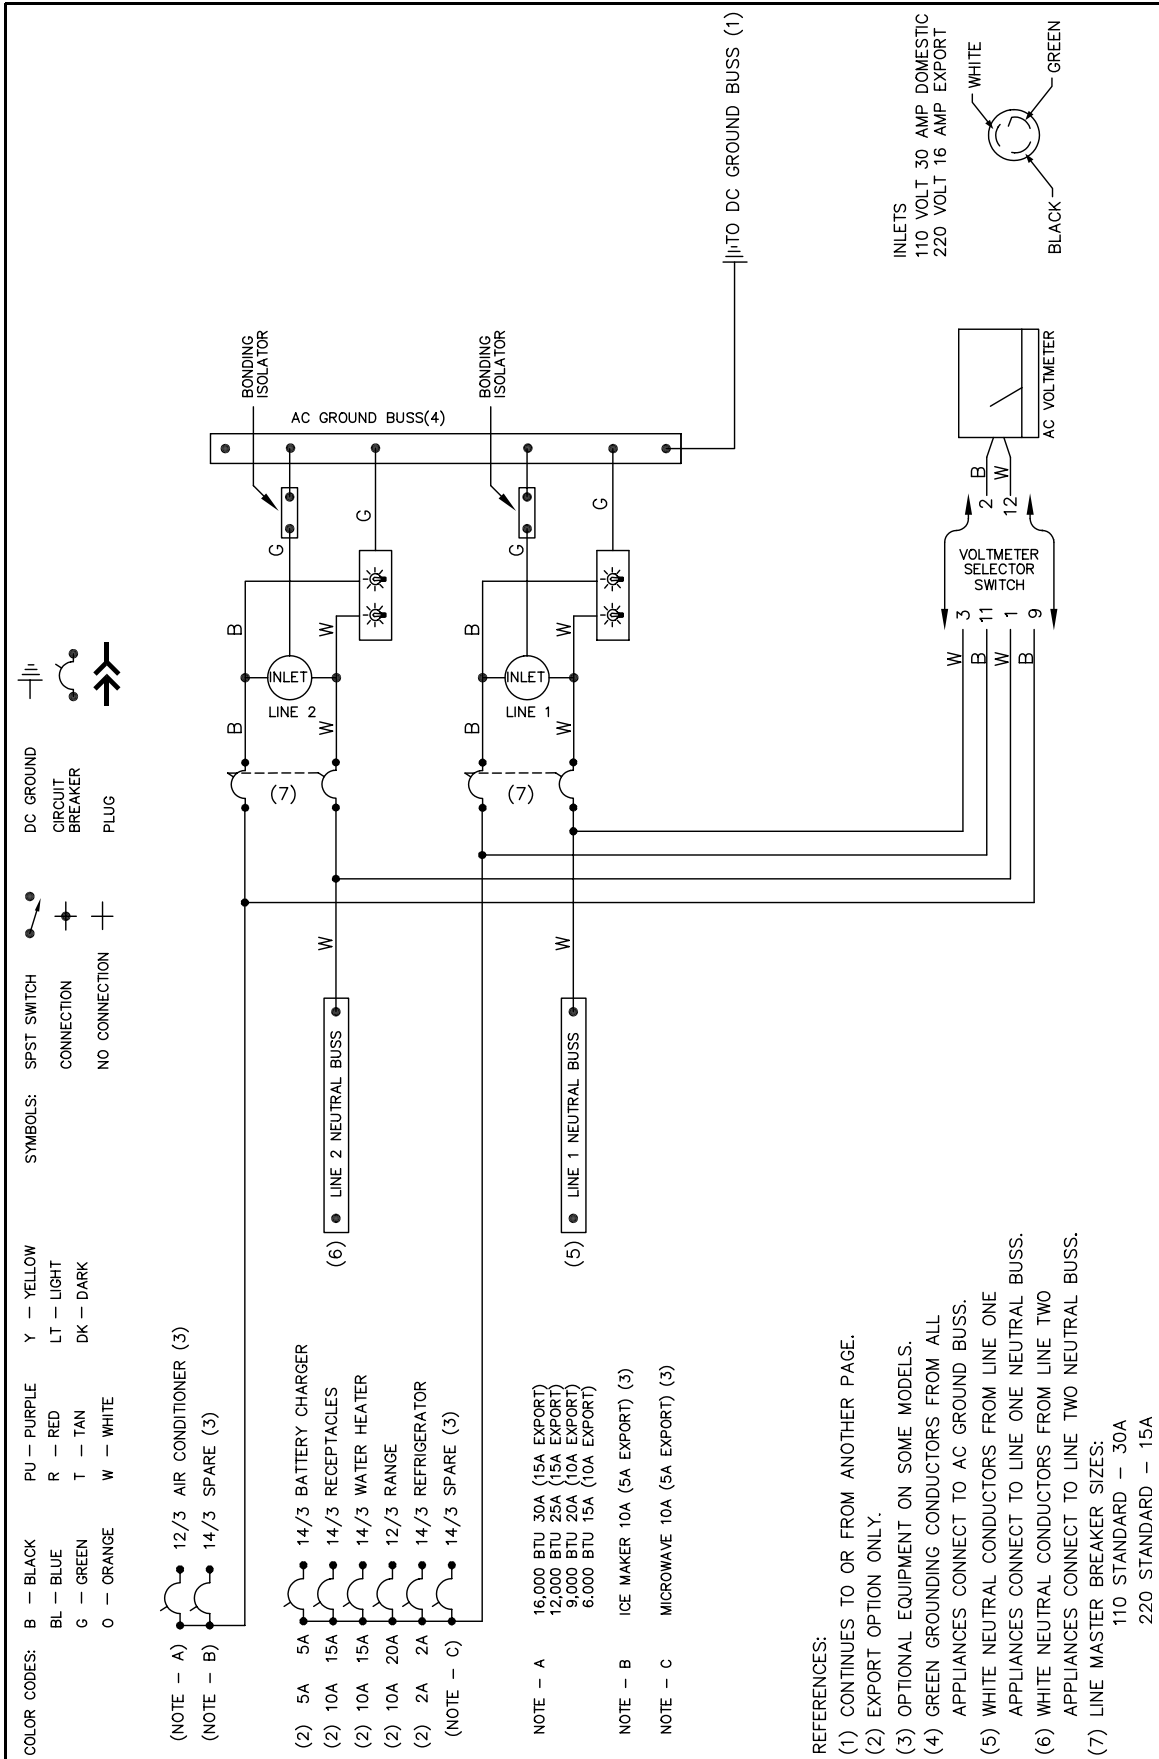 COLOR CODES:
B — BLACK
BL — BLUE
G — GREEN
O — ORANGE
PU — PURPLE
R — RED
T — TAN
W — WHITE
Y — YELLOW
LT — LIGHT
DK — DARK
SYMBOLS:
SPST SWITCH
CONNECTION
NO CONNECTION
DC GROUND
CIRCUIT
BREAKER
PLUG
(NOTE — A) 12/3 AIR CONDITIONER (3)
(NOTE — B) 14/3 SPARE (3)
(2) 5A 5A 14/3 BATTERY CHARGER
(2) 10A 15A 14/3 RECEPTACLES
(2) 10A 15A 14/3 WATER HEATER
(2) 10A 20A 12/3 RANGE
(2) 2A 2A 14/3 REFRIGERATOR
(NOTE — C) 14/3 SPARE (3)
(6)
LINE 2 NEUTRAL BUSS
W
(7)
B
W
INLET
LINE 2
B
W
G
G
BONDING
ISOLATOR
AC GROUND BUSS(4)
(5)
LINE 1 NEUTRAL BUSS
W
(7)
B
W
INLET
LINE 1
B
W
G
G
BONDING
ISOLATOR
TO DC GROUND BUSS (1)
NOTE — A
16,000 BTU 30A (15A EXPORT)
12,000 BTU 25A (15A EXPORT)
9,000 BTU 20A (10A EXPORT)
6.000 BTU 15A (10A EXPORT)
NOTE — B ICE MAKER 10A (5A EXPORT) (3)
NOTE — C MICROWAVE 10A (5A EXPORT) (3)
W
B
W
B
3
11
1
9
VOLTMETER
SELECTOR
SWITCH
2
12
B
W
AC VOLTMETER
INLETS
110 VOLT 30 AMP DOMESTIC
220 VOLT 16 AMP EXPORT
WHITE
BLACK
GREEN
REFERENCES:
(1) CONTINUES TO OR FROM ANOTHER PAGE.
(2) EXPORT OPTION ONLY.
(3) OPTIONAL EQUIPMENT ON SOME MODELS.
(4) GREEN GROUNDING CONDUCTORS FROM ALL
APPLIANCES CONNECT TO AC GROUND BUSS.
(5) WHITE NEUTRAL CONDUCTORS FROM LINE ONE
APPLIANCES CONNECT TO LINE ONE NEUTRAL BUSS.
(6) WHITE NEUTRAL CONDUCTORS FROM LINE TWO
APPLIANCES CONNECT TO LINE TWO NEUTRAL BUSS.
(7) LINE MASTER BREAKER SIZES:
110 STANDARD — 30A
220 STANDARD — 15A